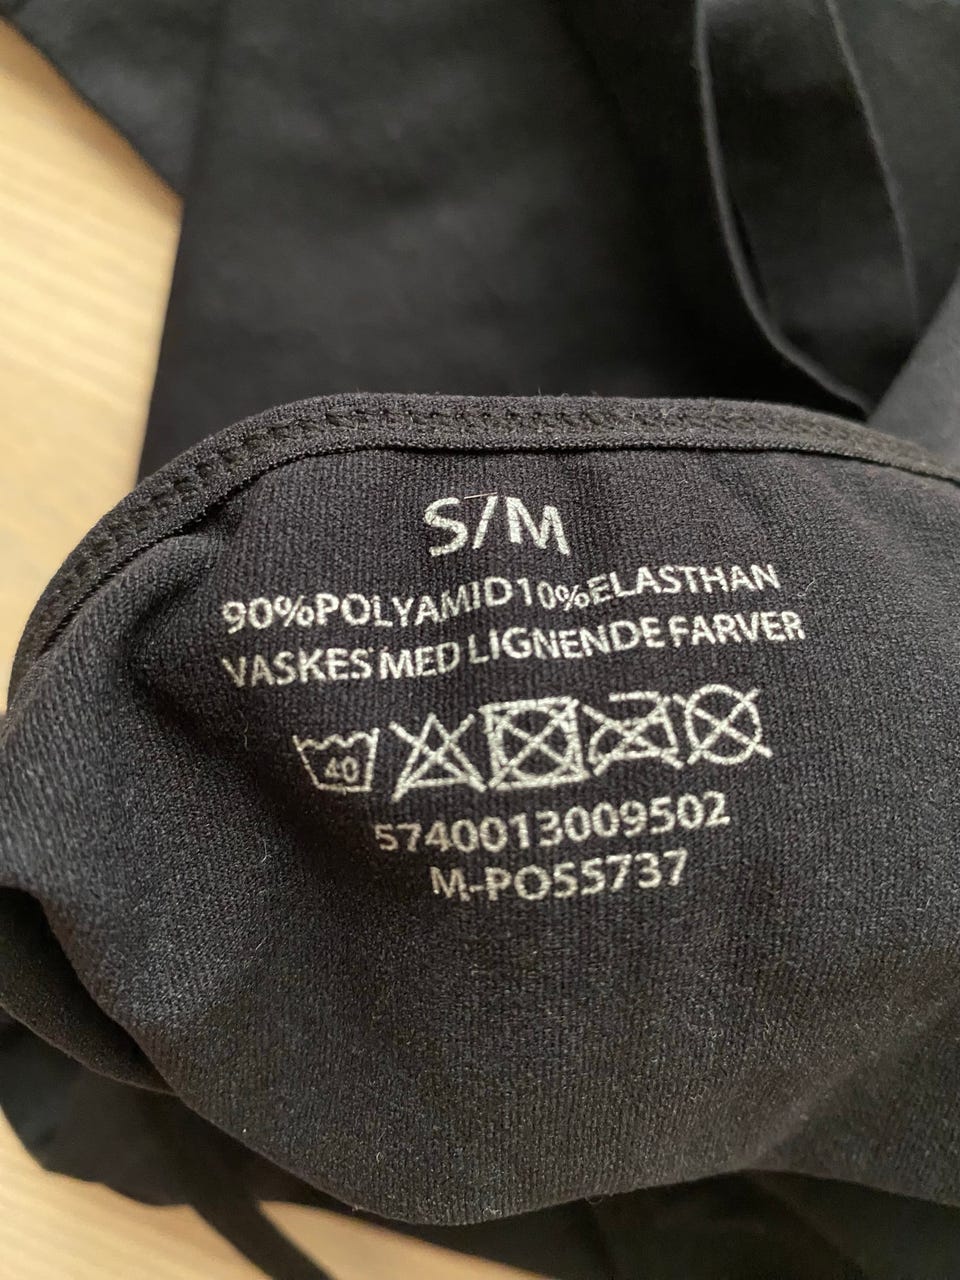 S/M
90%POLYAMID10%ELASTHAN
VASKES MED LIGNENDE FARVER
40
5740013009502
M-PO55737